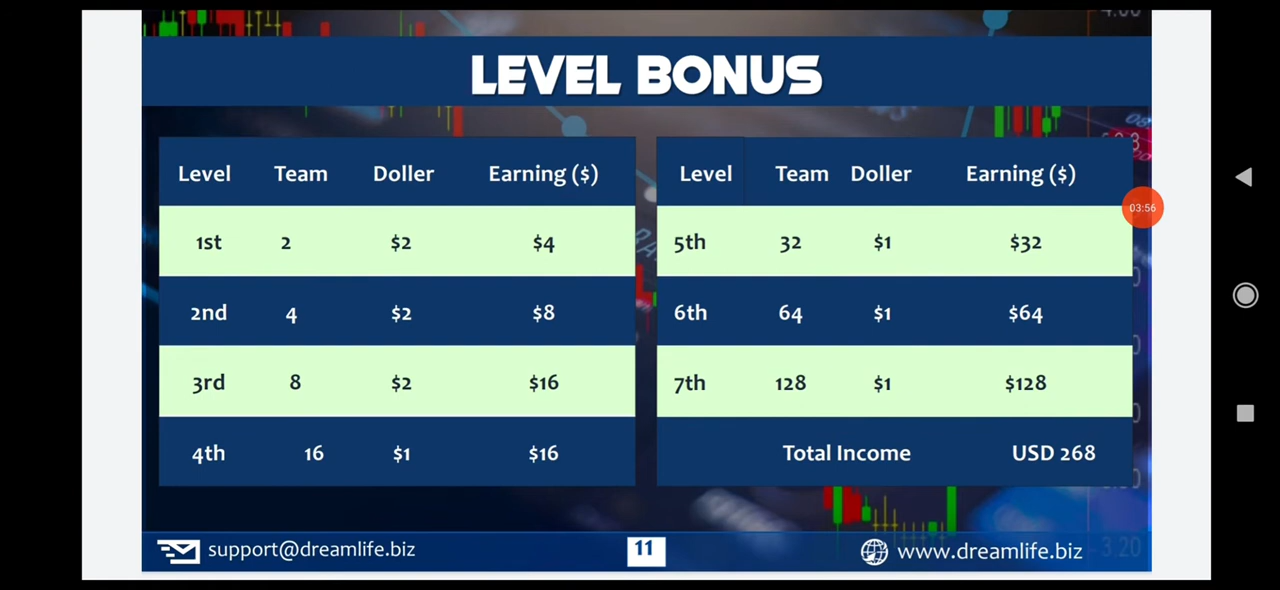 LEVEL BONUS
Level Team Doller Earning ($)
1st 2 $2 $4
2nd 4 $2 $8
3rd 8 $2 $16
4th 16 $1 $16
Level Team Doller Earning ($)
5th 32 $1 $32
6th 64 $1 $64
7th 128 $1 $128
Total Income USD 268
03:56
support@dreamlife.biz
11
www.dreamlife.biz
3.20